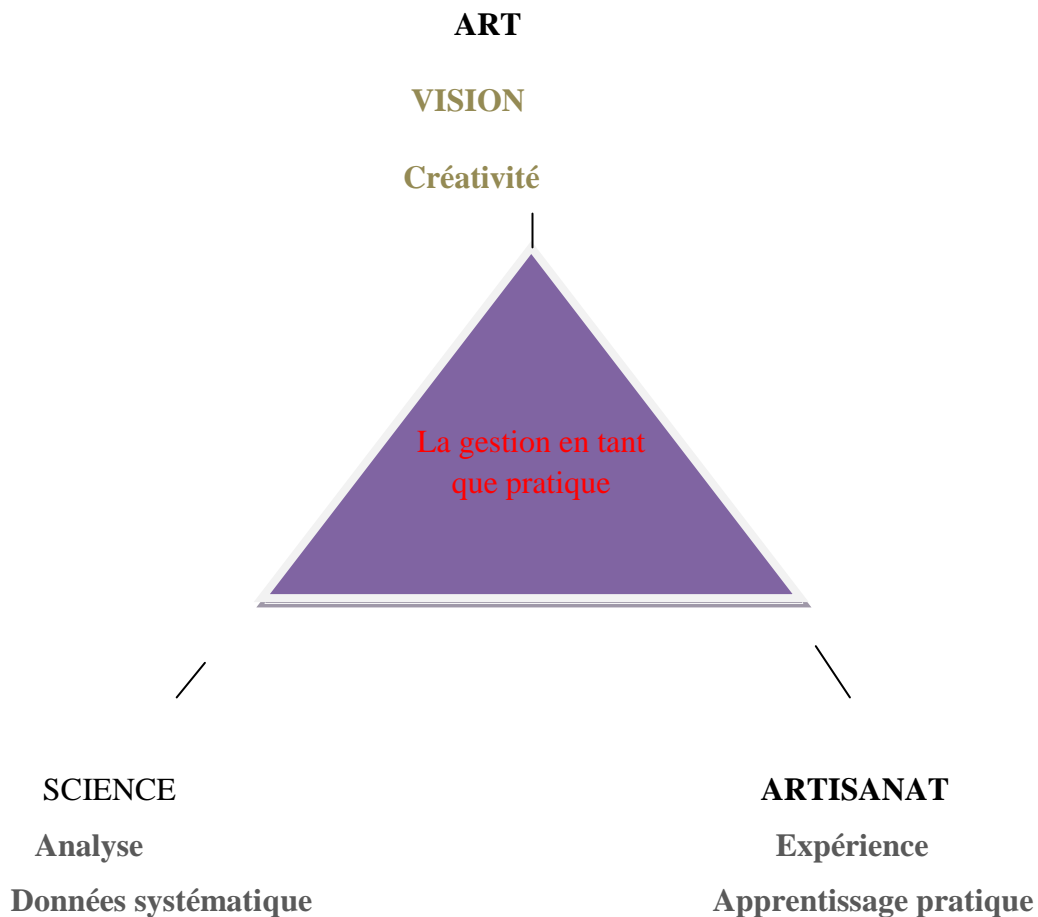 ART
VISION
Créativité
La gestion en tant
que pratique
SCIENCE
Analyse
Données systématique
ARTISANAT
Expérience
Apprentissage pratique